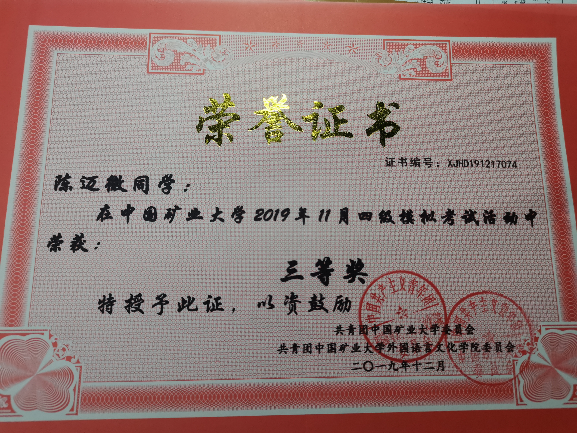 荣誉证书
证书编号：XJHD191217074
陈迈微同学：
在中国矿业大学2019年11月四级模拟考试活动中
荣获：
三等奖
特授予此证，以资鼓励
共青团中国矿业大学委员会
共青团中国矿业大学外国语言文化学院委员会
二〇一九年十二月